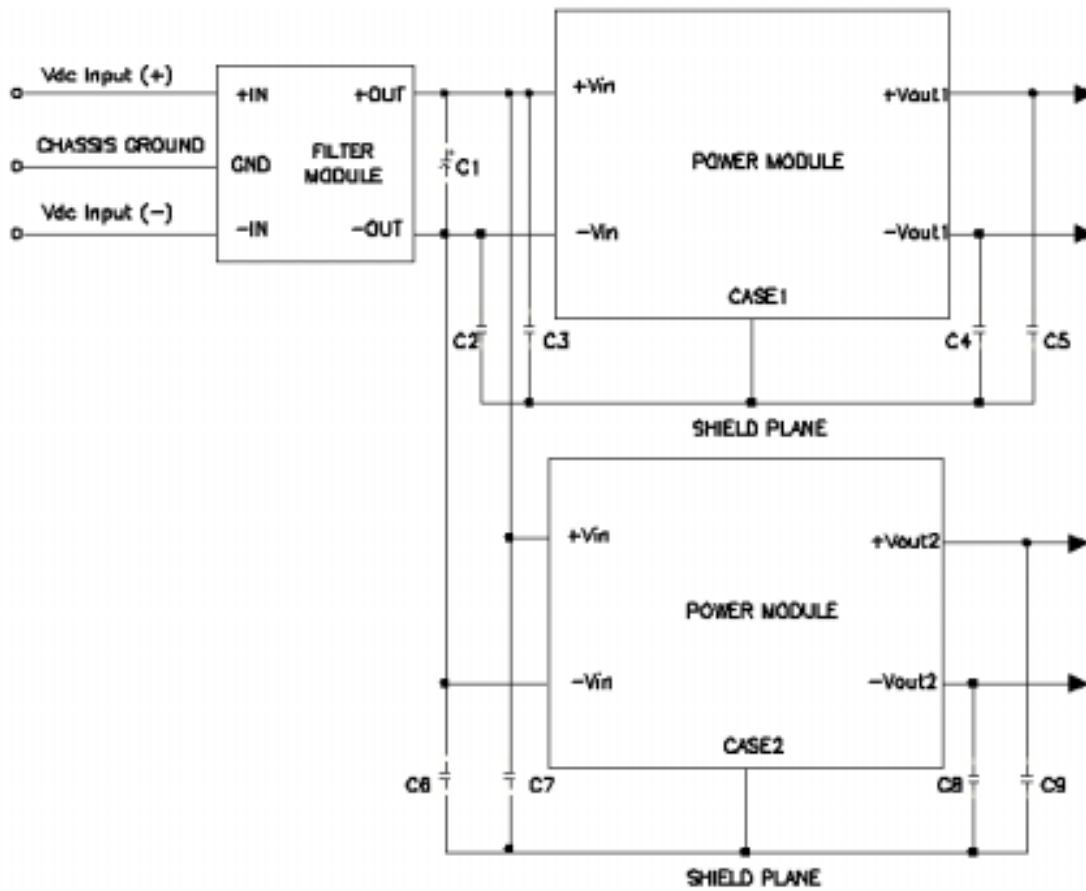 Vdc Input (+)
CHASSIS GROUND
Vdc Input (-)
+IN
GND
-IN
FILTER
MODULE
+OUT
-OUT
C1
C2
C3
+Vin
-Vin
POWER MODULE
CASE1
+Vout1
-Vout1
C4
C5
SHIELD PLANE
+Vin
-Vin
POWER MODULE
CASE2
+Vout2
-Vout2
C6
C7
C8
C9
SHIELD PLANE